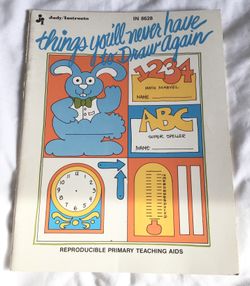 Judy/Instructo
IN 8628
things you'll never have
to Draw again
1234
MATH MARVEL
NAME
ABC
SUPER SPELLER
NAME
REPRODUCIBLE PRIMARY TEACHING AIDS